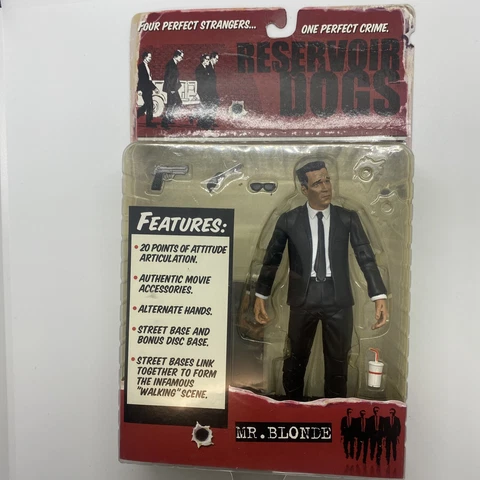 FOUR PERFECT STRANGERS...
ONE PERFECT CRIME.
RESERVOIR
DOGS
FEATURES:
• 20 POINTS OF ATTITUDE
ARTICULATION.
• AUTHENTIC MOVIE
ACCESSORIES.
• ALTERNATE HANDS.
• STREET BASE AND
BONUS DISC BASE.
• STREET BASES LINK
TOGETHER TO FORM
THE INFAMOUS
"WALKING" SCENE.
MR. BLONDE